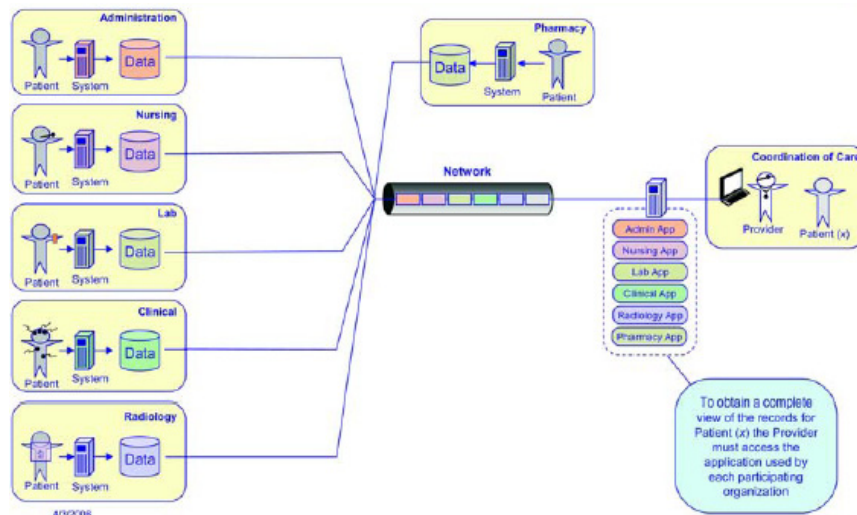 Administration
Data
Patient
System
Nursing
Data
Patient
System
Lab
Data
Patient
System
Clinical
Data
Patient
System
Radiology
Data
Patient
System
Pharmacy
Data
System
Patient
Network
Coordination of Care
Provider
Patient (x)
Admin App
Nursing App
Lab App
Clinical App
Radiology App
Pharmacy App
To obtain a complete
view of the records for
Patient (x) the Provider
must access the
application used by
each participating
organization